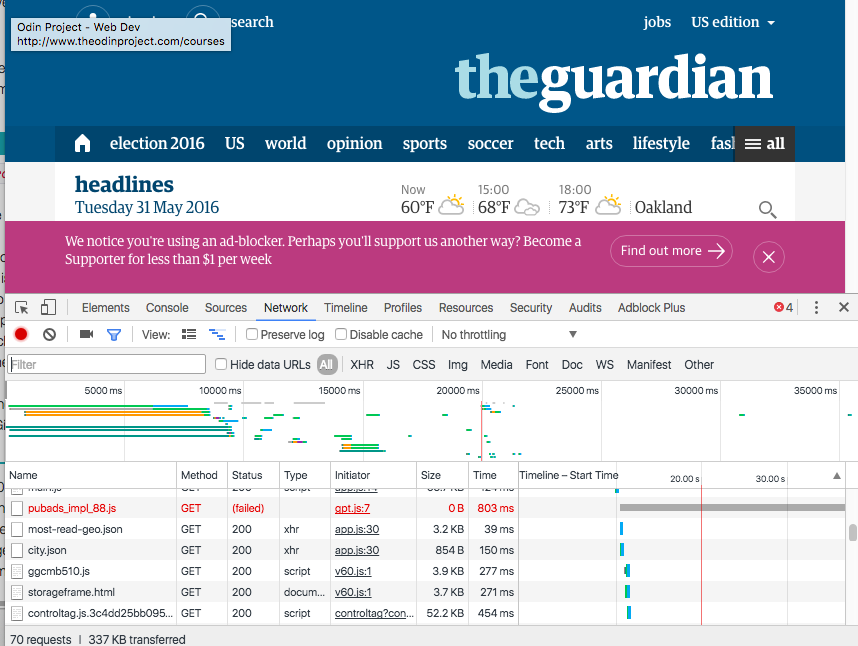 search
jobs US edition
Odin Project - Web Dev
http://www.theodinproject.com/courses
theguardian
election 2016 US world opinion sports soccer tech arts lifestyle fas all
headlines
Tuesday 31 May 2016
Now 15:00 18:00
60°F 68°F 73°F Oakland
We notice you're using an ad-blocker. Perhaps you'll support us another way? Become a
Supporter for less than $1 per week
Find out more
Elements Console Sources Network Timeline Profiles Resources Security Audits Adblock Plus 4
View: Preserve log Disable cache No throttling
Filter Hide data URLs All XHR JS CSS Img Media Font Doc WS Manifest Other
5000 ms 10000 ms 15000 ms 20000 ms 25000 ms 30000 ms 35000 ms
Name Method Status Type Initiator Size Time Timeline – Start Time 20.00 s 30.00 s
pubads_impl_88.js GET (failed) gpt.js:7 0 B 803 ms
most-read-geo.json GET 200 xhr app.js:30 3.2 KB 39 ms
city.json GET 200 xhr app.js:30 854 B 150 ms
ggcmb510.js GET 200 script v60.js:1 3.9 KB 277 ms
storageframe.html GET 200 docum... v60.js:1 3.7 KB 271 ms
controltag.js.3c4dd25bb095... GET 200 script controltag?con... 52.2 KB 454 ms
70 requests | 337 KB transferred